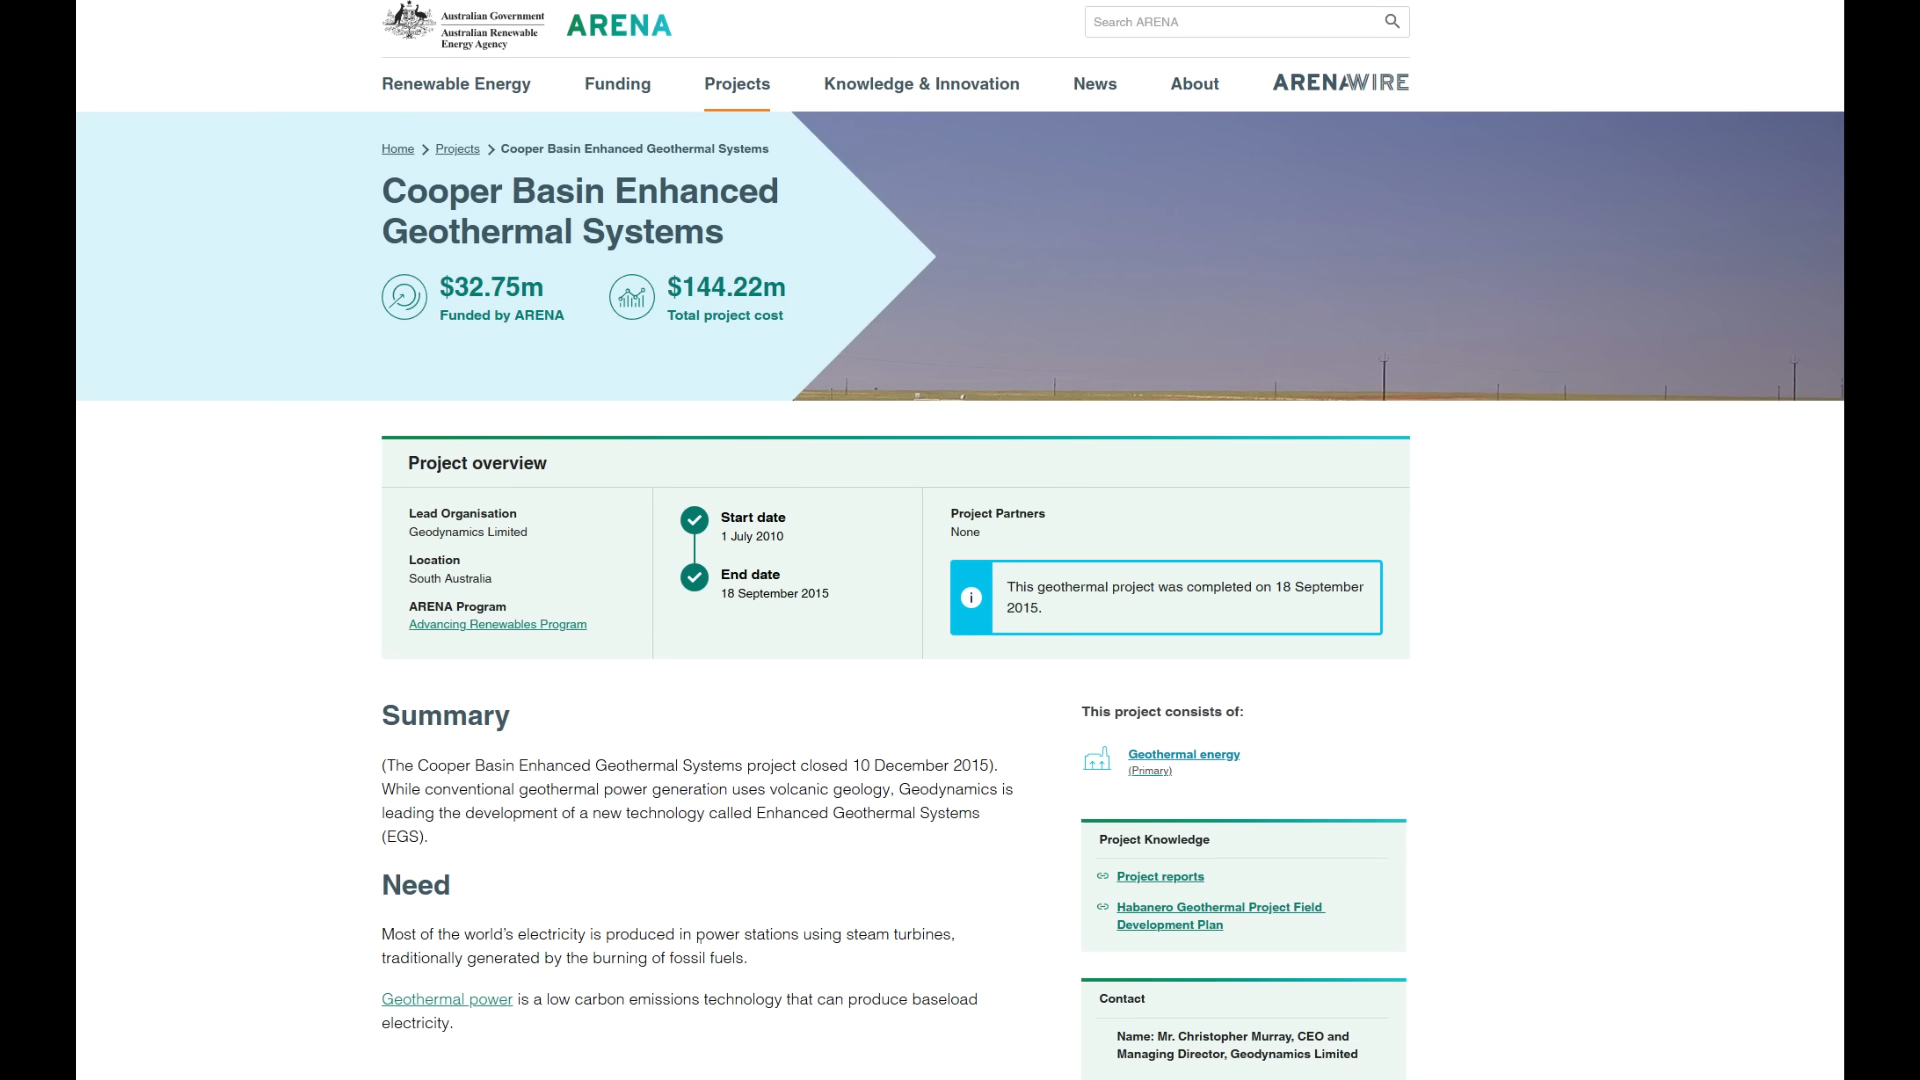 Australian Government
Australian Renewable
Energy Agency
ARENA
Search ARENA
Renewable Energy
Funding
Projects
Knowledge & Innovation
News
About
ARENAWIRE
Home
Projects
Cooper Basin Enhanced Geothermal Systems
Cooper Basin Enhanced
Geothermal Systems
$32.75m
Funded by ARENA
$144.22m
Total project cost
Project overview
Lead Organisation
Geodynamics Limited
Location
South Australia
ARENA Program
Advancing Renewables Program
Start date
1 July 2010
End date
18 September 2015
Project Partners
None
This geothermal project was completed on 18 September
2015.
Summary
(The Cooper Basin Enhanced Geothermal Systems project closed 10 December 2015).
While conventional geothermal power generation uses volcanic geology, Geodynamics is
leading the development of a new technology called Enhanced Geothermal Systems
(EGS).
Need
Most of the world's electricity is produced in power stations using steam turbines,
traditionally generated by the burning of fossil fuels.
Geothermal power is a low carbon emissions technology that can produce baseload
electricity.
This project consists of:
Geothermal energy
(Primary)
Project Knowledge
Project reports
Habanero Geothermal Project Field
Development Plan
Contact
Name: Mr. Christopher Murray, CEO and
Managing Director, Geodynamics Limited